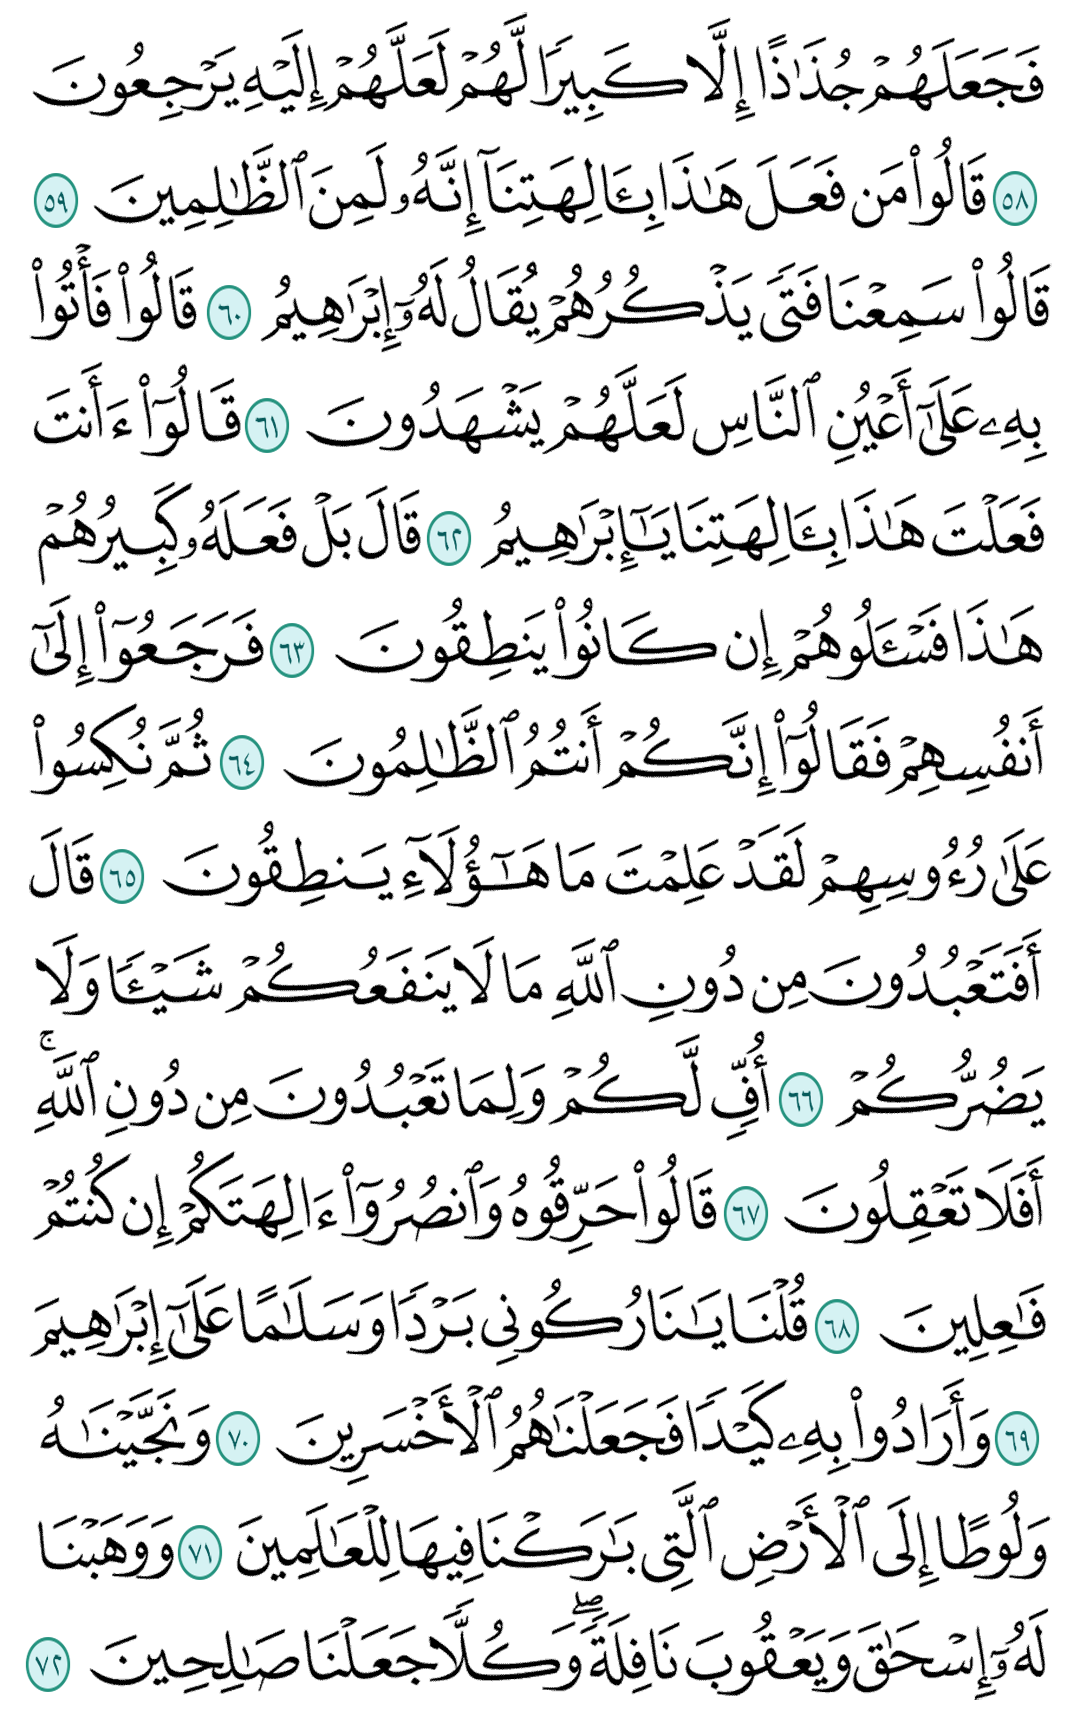 فَجَعَلَهُمْ جُذَٰذًا إِلَّا كَبِيرًا لَّهُمْ لَعَلَّهُمْ إِلَيْهِ يَرْجِعُونَ
٥٨ قَالُوا۟ مَن فَعَلَ هَٰذَا بِـَٔالِهَتِنَآ إِنَّهُۥ لَمِنَ ٱلظَّٰلِمِينَ ٥٩
قَالُوا۟ سَمِعْنَا فَتًى يَذْكُرُهُمْ يُقَالُ لَهُۥٓ إِبْرَٰهِيمُ ٦٠ قَالُوا۟ فَأْتُوا۟
بِهِۦ عَلَىٰٓ أَعْيُنِ ٱلنَّاسِ لَعَلَّهُمْ يَشْهَدُونَ ٦١ قَالُوٓا۟ ءَأَنتَ
فَعَلْتَ هَٰذَا بِـَٔالِهَتِنَا يَٰٓإِبْرَٰهِيمُ ٦٢ قَالَ بَلْ فَعَلَهُۥ كَبِيرُهُمْ
هَٰذَا فَسْـَٔلُوهُمْ إِن كَانُوا۟ يَنطِقُونَ ٦٣ فَرَجَعُوٓا۟ إِلَىٰٓ
أَنفُسِهِمْ فَقَالُوٓا۟ إِنَّكُمْ أَنتُمُ ٱلظَّٰلِمُونَ ٦٤ ثُمَّ نُكِسُوا۟
عَلَىٰ رُءُوسِهِمْ لَقَدْ عَلِمْتَ مَا هَٰٓؤُلَآءِ يَنطِقُونَ ٦٥ قَالَ
أَفَتَعْبُدُونَ مِن دُونِ ٱللَّهِ مَا لَا يَنفَعُكُمْ شَيْـًٔا وَلَا
يَضُرُّكُمْ ٦٦ أُفٍّ لَّكُمْ وَلِمَا تَعْبُدُونَ مِن دُونِ ٱللَّهِ ۚ
أَفَلَا تَعْقِلُونَ ٦٧ قَالُوا۟ حَرِّقُوهُ وَٱنصُرُوٓا۟ ءَالِهَتَكُمْ إِن كُنتُمْ
فَٰعِلِينَ ٦٨ قُلْنَا يَٰنَارُ كُونِى بَرْدًا وَسَلَٰمًا عَلَىٰٓ إِبْرَٰهِيمَ
٦٩ وَأَرَادُوا۟ بِهِۦ كَيْدًا فَجَعَلْنَٰهُمُ ٱلْأَخْسَرِينَ ٧٠ وَنَجَّيْنَٰهُ
وَلُوطًا إِلَى ٱلْأَرْضِ ٱلَّتِى بَٰرَكْنَا فِيهَا لِلْعَٰلَمِينَ ٧١ وَوَهَبْنَا
لَهُۥٓ إِسْحَٰقَ وَيَعْقُوبَ نَافِلَةً ۖ وَكُلًّا جَعَلْنَا صَٰلِحِينَ ٧٢